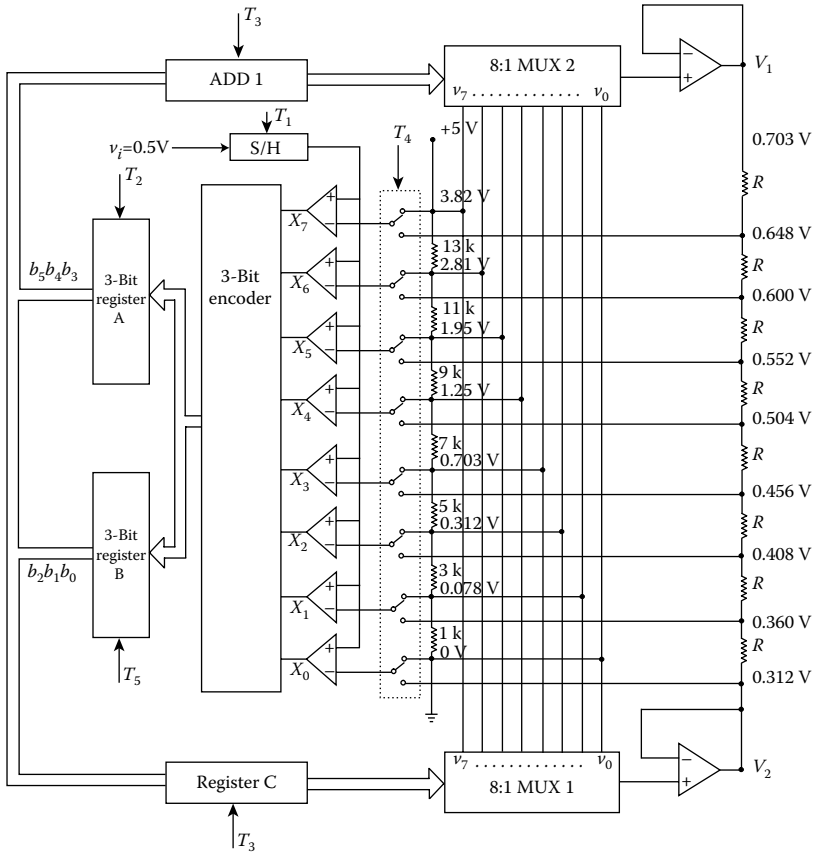 T3
ADD 1
8:1 MUX 2
v7 . . . . . . . . . . . . . . v0
−
+
V1
T1
vi=0.5V
S/H
T4
+5 V
0.703 V
T2
R
3-Bit
register
A
b5b4b3
3-Bit
encoder
X7
+
−
3.82 V
0.648 V
13 k
R
X6
+
−
2.81 V
0.600 V
11 k
R
X5
+
−
1.95 V
0.552 V
9 k
R
X4
+
−
1.25 V
0.504 V
7 k
R
X3
+
−
0.703 V
0.456 V
5 k
R
3-Bit
register
B
b2b1b0
X2
+
−
0.312 V
0.408 V
3 k
R
X1
+
−
0.078 V
0.360 V
1 k
R
X0
+
−
0 V
0.312 V
T5
Register C
v7 . . . . . . . . . . . . . . v0
8:1 MUX 1
−
+
V2
T3